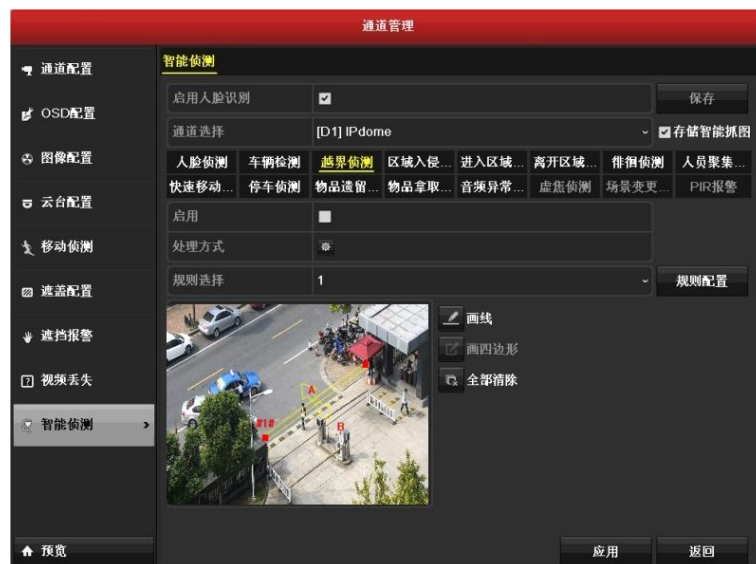 通道管理
通道配置
OSD配置
图像配置
云台配置
移动侦测
遮盖配置
遮挡报警
视频丢失
智能侦测
预览
智能侦测
启用人脸识别
保存
通道选择
[D1] IPdome
存储智能抓图
人脸侦测 车辆检测 越界侦测 区域入侵... 进入区域... 离开区域... 徘徊侦测 人员聚集...
快速移动... 停车侦测 物品遗留... 物品拿取... 音频异常... 虚焦侦测 场景变更... PIR报警
启用
处理方式
规则选择
1
规则配置
画线
画四边形
全部清除
A
#1#
B
应用
返回